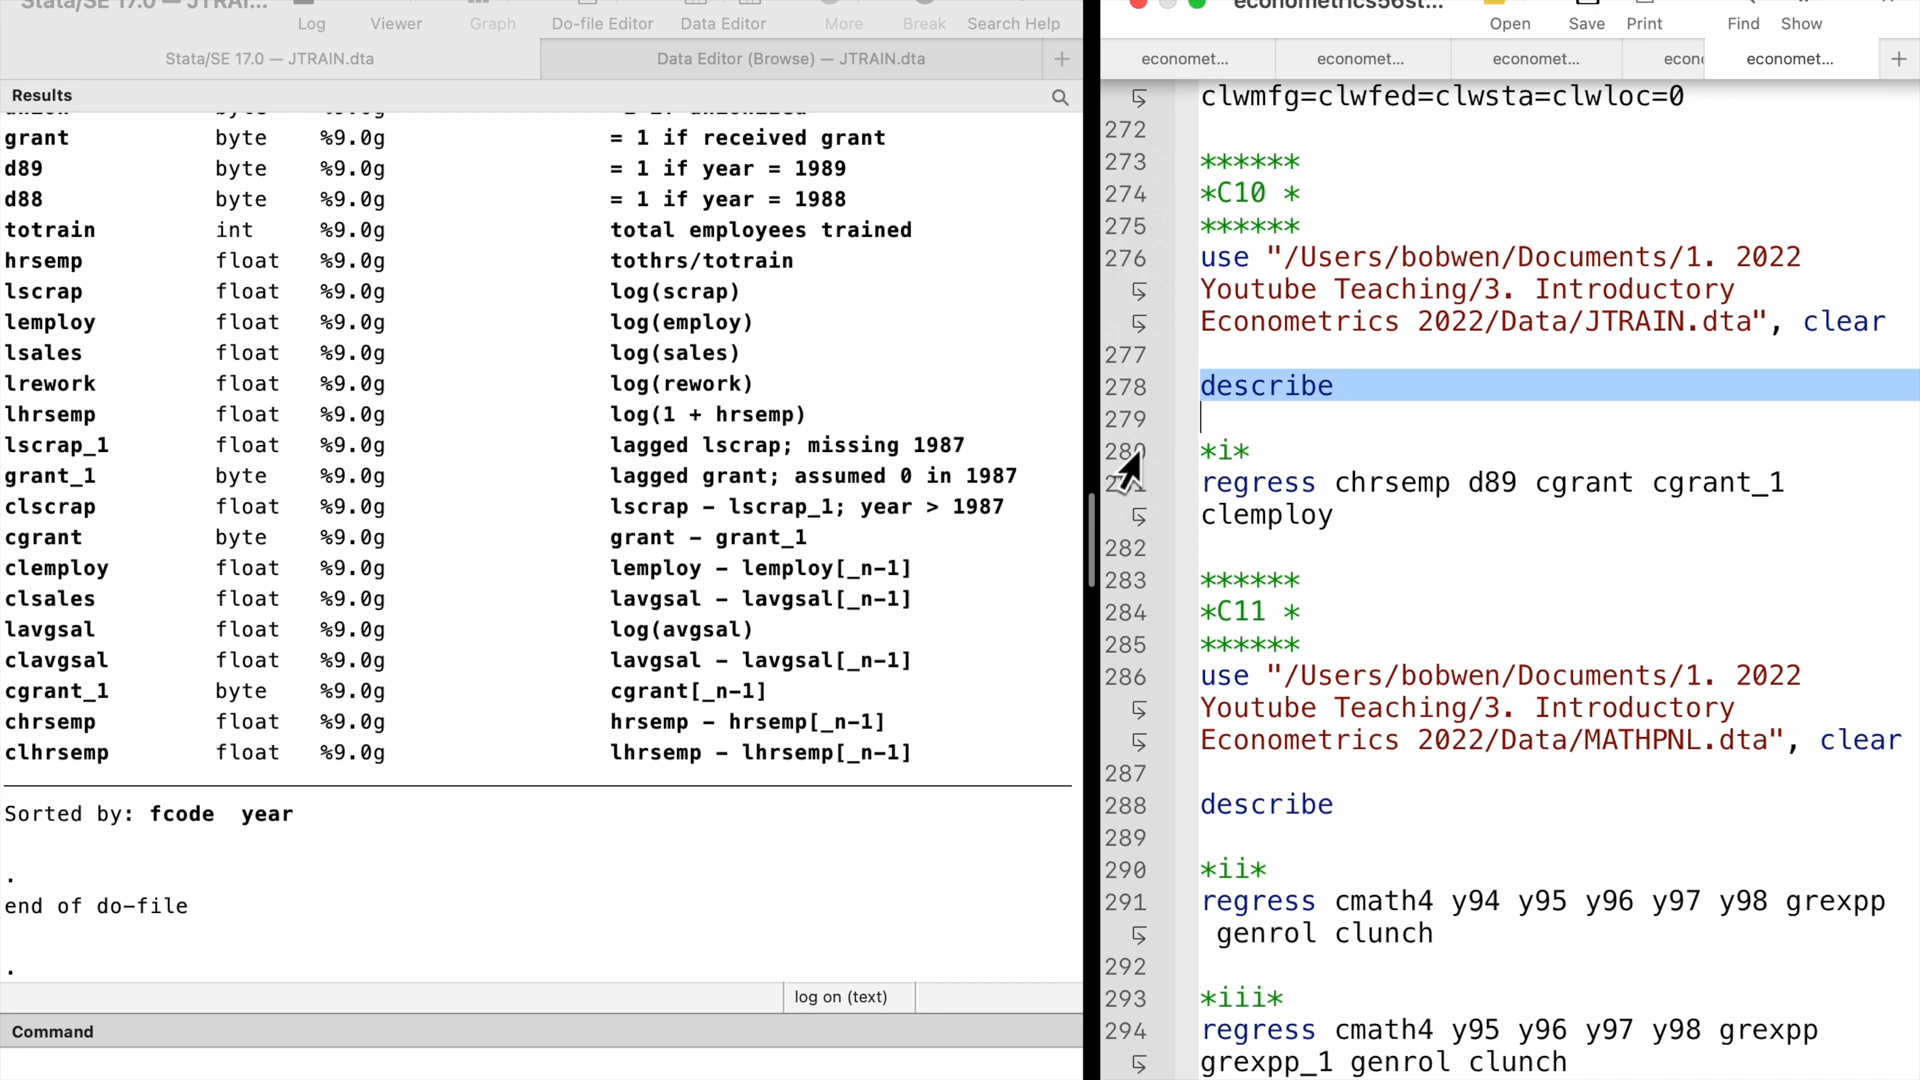 Stata/SE 17.0 — JTRAI...
Log
Viewer
Graph
Do-file Editor
Data Editor
More
Break
Search Help
Stata/SE 17.0 — JTRAIN.dta
Data Editor (Browse) — JTRAIN.dta
+
Results
grant byte %9.0g = 1 if received grant
d89 byte %9.0g = 1 if year = 1989
d88 byte %9.0g = 1 if year = 1988
totrain int %9.0g total employees trained
hrsemp float %9.0g tothrs/totrain
lscrap float %9.0g log(scrap)
lemploy float %9.0g log(employ)
lsales float %9.0g log(sales)
lrework float %9.0g log(rework)
lhrsemp float %9.0g log(1 + hrsemp)
lscrap_1 float %9.0g lagged lscrap; missing 1987
grant_1 byte %9.0g lagged grant; assumed 0 in 1987
clscrap float %9.0g lscrap - lscrap_1; year > 1987
cgrant byte %9.0g grant - grant_1
clemploy float %9.0g lemploy - lemploy[_n-1]
clsales float %9.0g lavgsal - lavgsal[_n-1]
lavgsal float %9.0g log(avgsal)
clavgsal float %9.0g lavgsal - lavgsal[_n-1]
cgrant_1 byte %9.0g cgrant[_n-1]
chrsemp float %9.0g hrsemp - hrsemp[_n-1]
clhrsemp float %9.0g lhrsemp - lhrsemp[_n-1]
Sorted by: fcode year
.
end of do-file
.
log on (text)
Command
econometrics56st...
Open
Save
Print
Find
Show
economet...
economet...
economet...
econ
economet...
+
clwmfg=clwfed=clwsta=clwloc=0
272
273 ******
274 *C10 *
275 ******
276 use "/Users/bobwen/Documents/1. 2022
Youtube Teaching/3. Introductory
Econometrics 2022/Data/JTRAIN.dta", clear
277
278 describe
279
280 *i*
regress chrsemp d89 cgrant cgrant_1
clemploy
282
283 ******
284 *C11 *
285 ******
286 use "/Users/bobwen/Documents/1. 2022
Youtube Teaching/3. Introductory
Econometrics 2022/Data/MATHPNL.dta", clear
287
288 describe
289
290 *ii*
291 regress cmath4 y94 y95 y96 y97 y98 grexpp
genrol clunch
292
293 *iii*
294 regress cmath4 y95 y96 y97 y98 grexpp
grexpp_1 genrol clunch